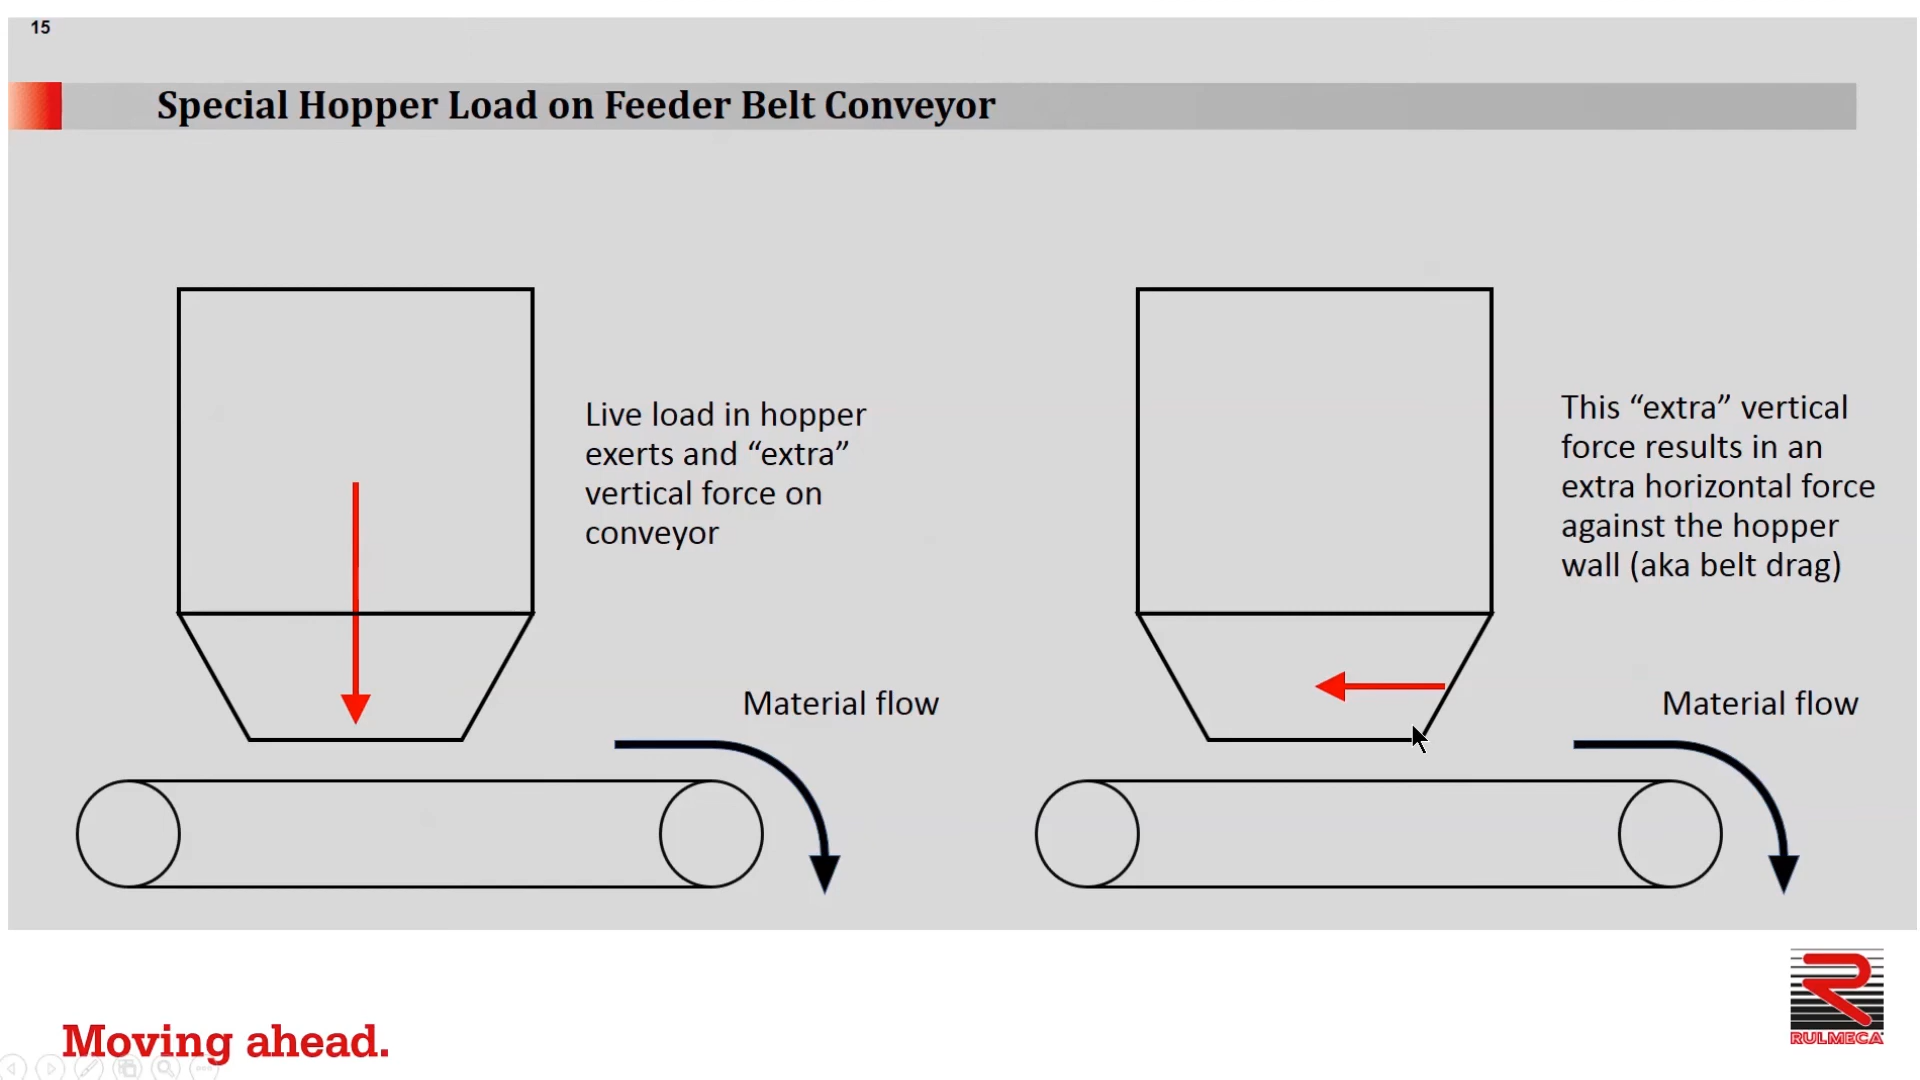 15
Special Hopper Load on Feeder Belt Conveyor
Live load in hopper
exerts and “extra”
vertical force on
conveyor
Material flow
This “extra” vertical
force results in an
extra horizontal force
against the hopper
wall (aka belt drag)
Material flow
Moving ahead.
RULMECA